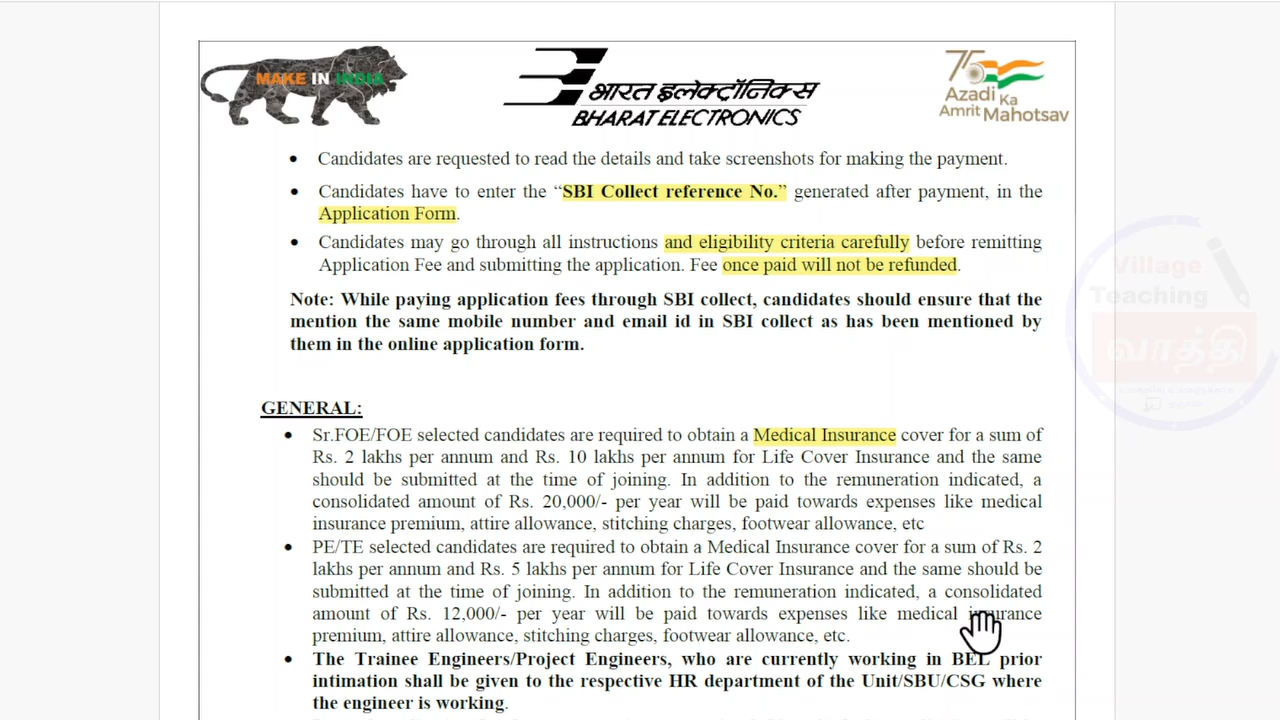 MAKE IN INDIA
भारत इलेक्ट्रॉनिक्स
BHARAT ELECTRONICS
75
Azadi Ka
Amrit Mahotsav
• Candidates are requested to read the details and take screenshots for making the payment.
• Candidates have to enter the “SBI Collect reference No.” generated after payment, in the
Application Form.
• Candidates may go through all instructions and eligibility criteria carefully before remitting
Application Fee and submitting the application. Fee once paid will not be refunded.
Note: While paying application fees through SBI collect, candidates should ensure that the
mention the same mobile number and email id in SBI collect as has been mentioned by
them in the online application form.
GENERAL:
• Sr.FOE/FOE selected candidates are required to obtain a Medical Insurance cover for a sum of
Rs. 2 lakhs per annum and Rs. 10 lakhs per annum for Life Cover Insurance and the same
should be submitted at the time of joining. In addition to the remuneration indicated, a
consolidated amount of Rs. 20,000/- per year will be paid towards expenses like medical
insurance premium, attire allowance, stitching charges, footwear allowance, etc
• PE/TE selected candidates are required to obtain a Medical Insurance cover for a sum of Rs. 2
lakhs per annum and Rs. 5 lakhs per annum for Life Cover Insurance and the same should be
submitted at the time of joining. In addition to the remuneration indicated, a consolidated
amount of Rs. 12,000/- per year will be paid towards expenses like medical insurance
premium, attire allowance, stitching charges, footwear allowance, etc.
• The Trainee Engineers/Project Engineers, who are currently working in BEL prior
intimation shall be given to the respective HR department of the Unit/SBU/CSG where
the engineer is working.
Village
Teaching
வாத்தி